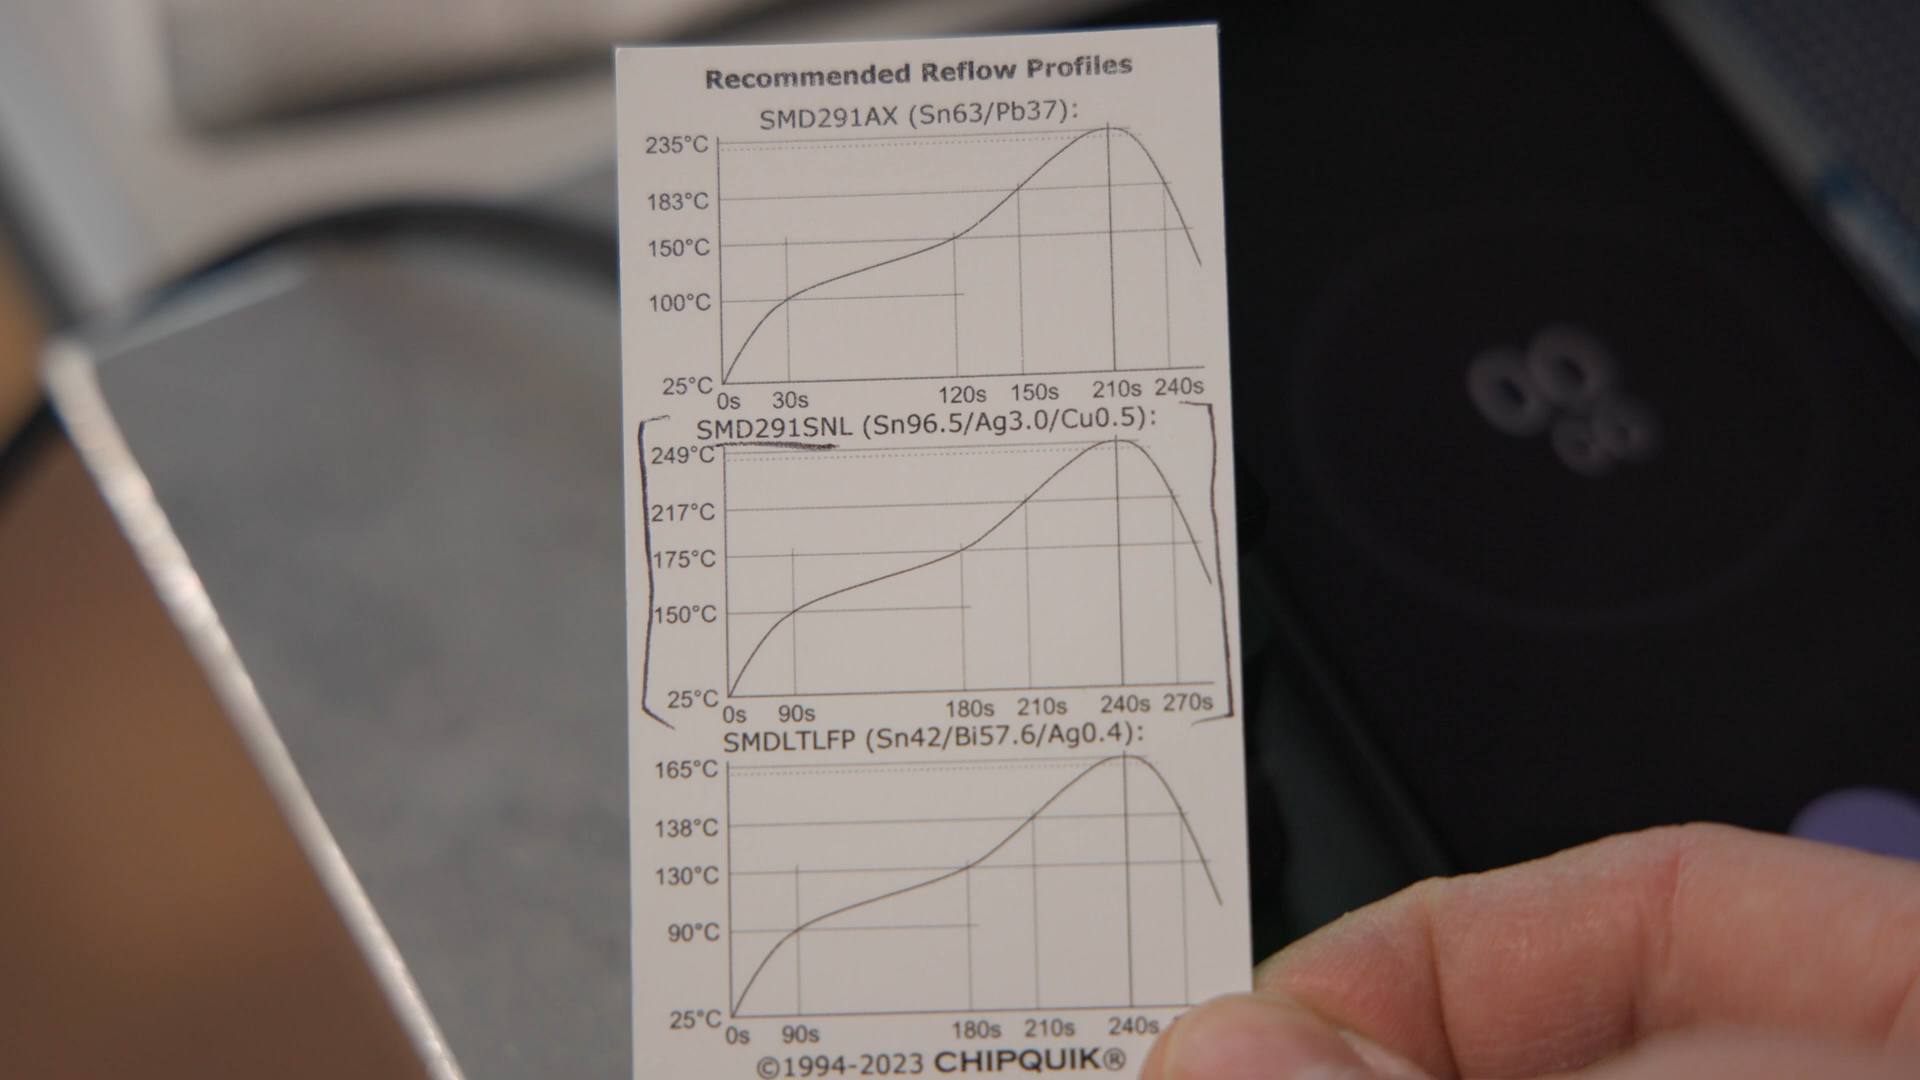 Recommended Reflow Profiles
SMD291AX (Sn63/Pb37):
235°C
183°C
150°C
100°C
25°C
0s 30s 120s 150s 210s 240s
SMD291SNL (Sn96.5/Ag3.0/Cu0.5):
249°C
217°C
175°C
150°C
25°C
0s 90s 180s 210s 240s 270s
SMDLTLFP (Sn42/Bi57.6/Ag0.4):
165°C
138°C
130°C
90°C
25°C
0s 90s 180s 210s 240s
©1994-2023 CHIPQUIK®